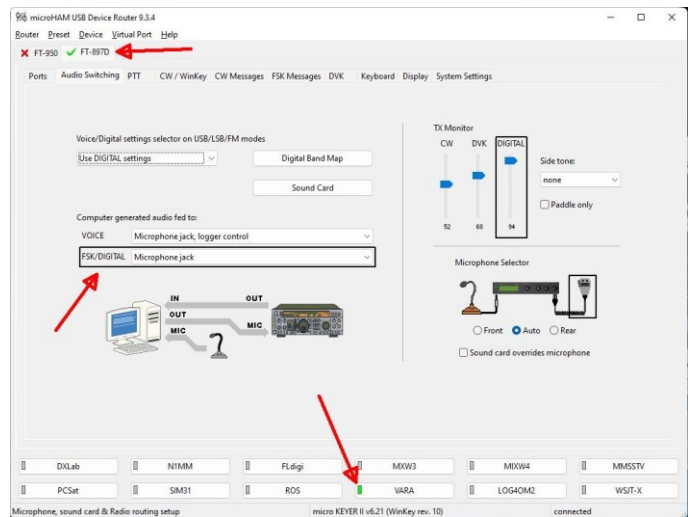 microHAM USB Device Router 9.3.4
Router Preset Device Virtual Port Help
FT-950 FT-897D
Ports Audio Switching PTT CW / WinKey CW Messages FSK Messages DVK Keyboard Display System Settings
Voice/Digital settings selector on USB/LSB/FM modes
Use DIGITAL settings
Digital Band Map
Sound Card
Computer generated audio fed to:
VOICE Microphone jack, logger control
FSK/DIGITAL Microphone jack
IN OUT
OUT
MIC MIC
TX Monitor
CW DVK DIGITAL
Side tone:
none
Paddle only
52 68 94
Microphone Selector
Front Auto Rear
Sound card overrides microphone
DXLab N1MM FLdigi MXW3 MIXW4 MMSSTV
PCSat SIM31 ROS VARA LOG4OM2 WSJT-X
Microphone, sound card & Radio routing setup micro KEYER II v6.21 (WinKey rev. 10) connected